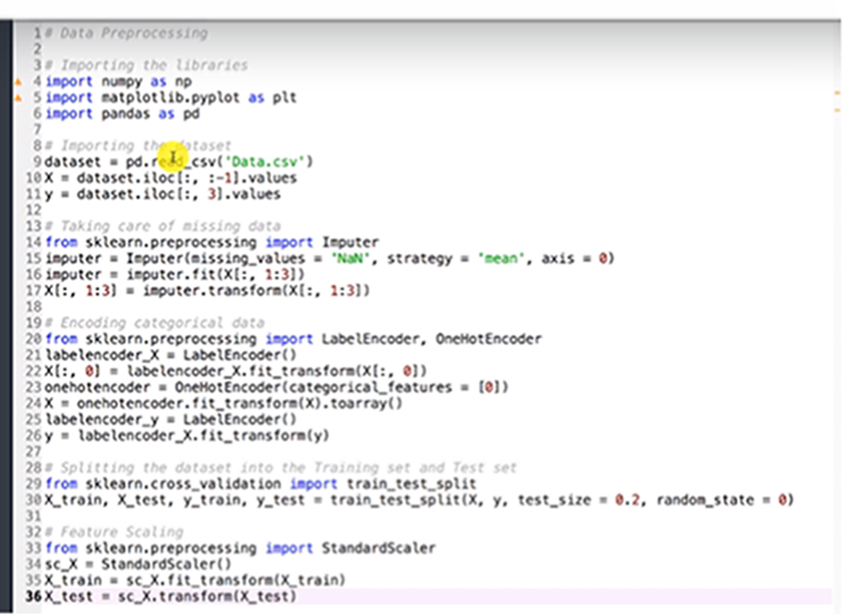 1 # Data Preprocessing
2
3 # Importing the libraries
4 import numpy as np
5 import matplotlib.pyplot as plt
6 import pandas as pd
7
8 # Importing the dataset
9 dataset = pd.read_csv('Data.csv')
10 X = dataset.iloc[:, :-1].values
11 y = dataset.iloc[:, 3].values
12
13 # Taking care of missing data
14 from sklearn.preprocessing import Imputer
15 imputer = Imputer(missing_values = 'NaN', strategy = 'mean', axis = 0)
16 imputer = imputer.fit(X[:, 1:3])
17 X[:, 1:3] = imputer.transform(X[:, 1:3])
18
19 # Encoding categorical data
20 from sklearn.preprocessing import LabelEncoder, OneHotEncoder
21 labelencoder_X = LabelEncoder()
22 X[:, 0] = labelencoder_X.fit_transform(X[:, 0])
23 onehotencoder = OneHotEncoder(categorical_features = [0])
24 X = onehotencoder.fit_transform(X).toarray()
25 labelencoder_y = LabelEncoder()
26 y = labelencoder_X.fit_transform(y)
27
28 # Splitting the dataset into the Training set and Test set
29 from sklearn.cross_validation import train_test_split
30 X_train, X_test, y_train, y_test = train_test_split(X, y, test_size = 0.2, random_state = 0)
31
32 # Feature Scaling
33 from sklearn.preprocessing import StandardScaler
34 sc_X = StandardScaler()
35 X_train = sc_X.fit_transform(X_train)
36 X_test = sc_X.transform(X_test)